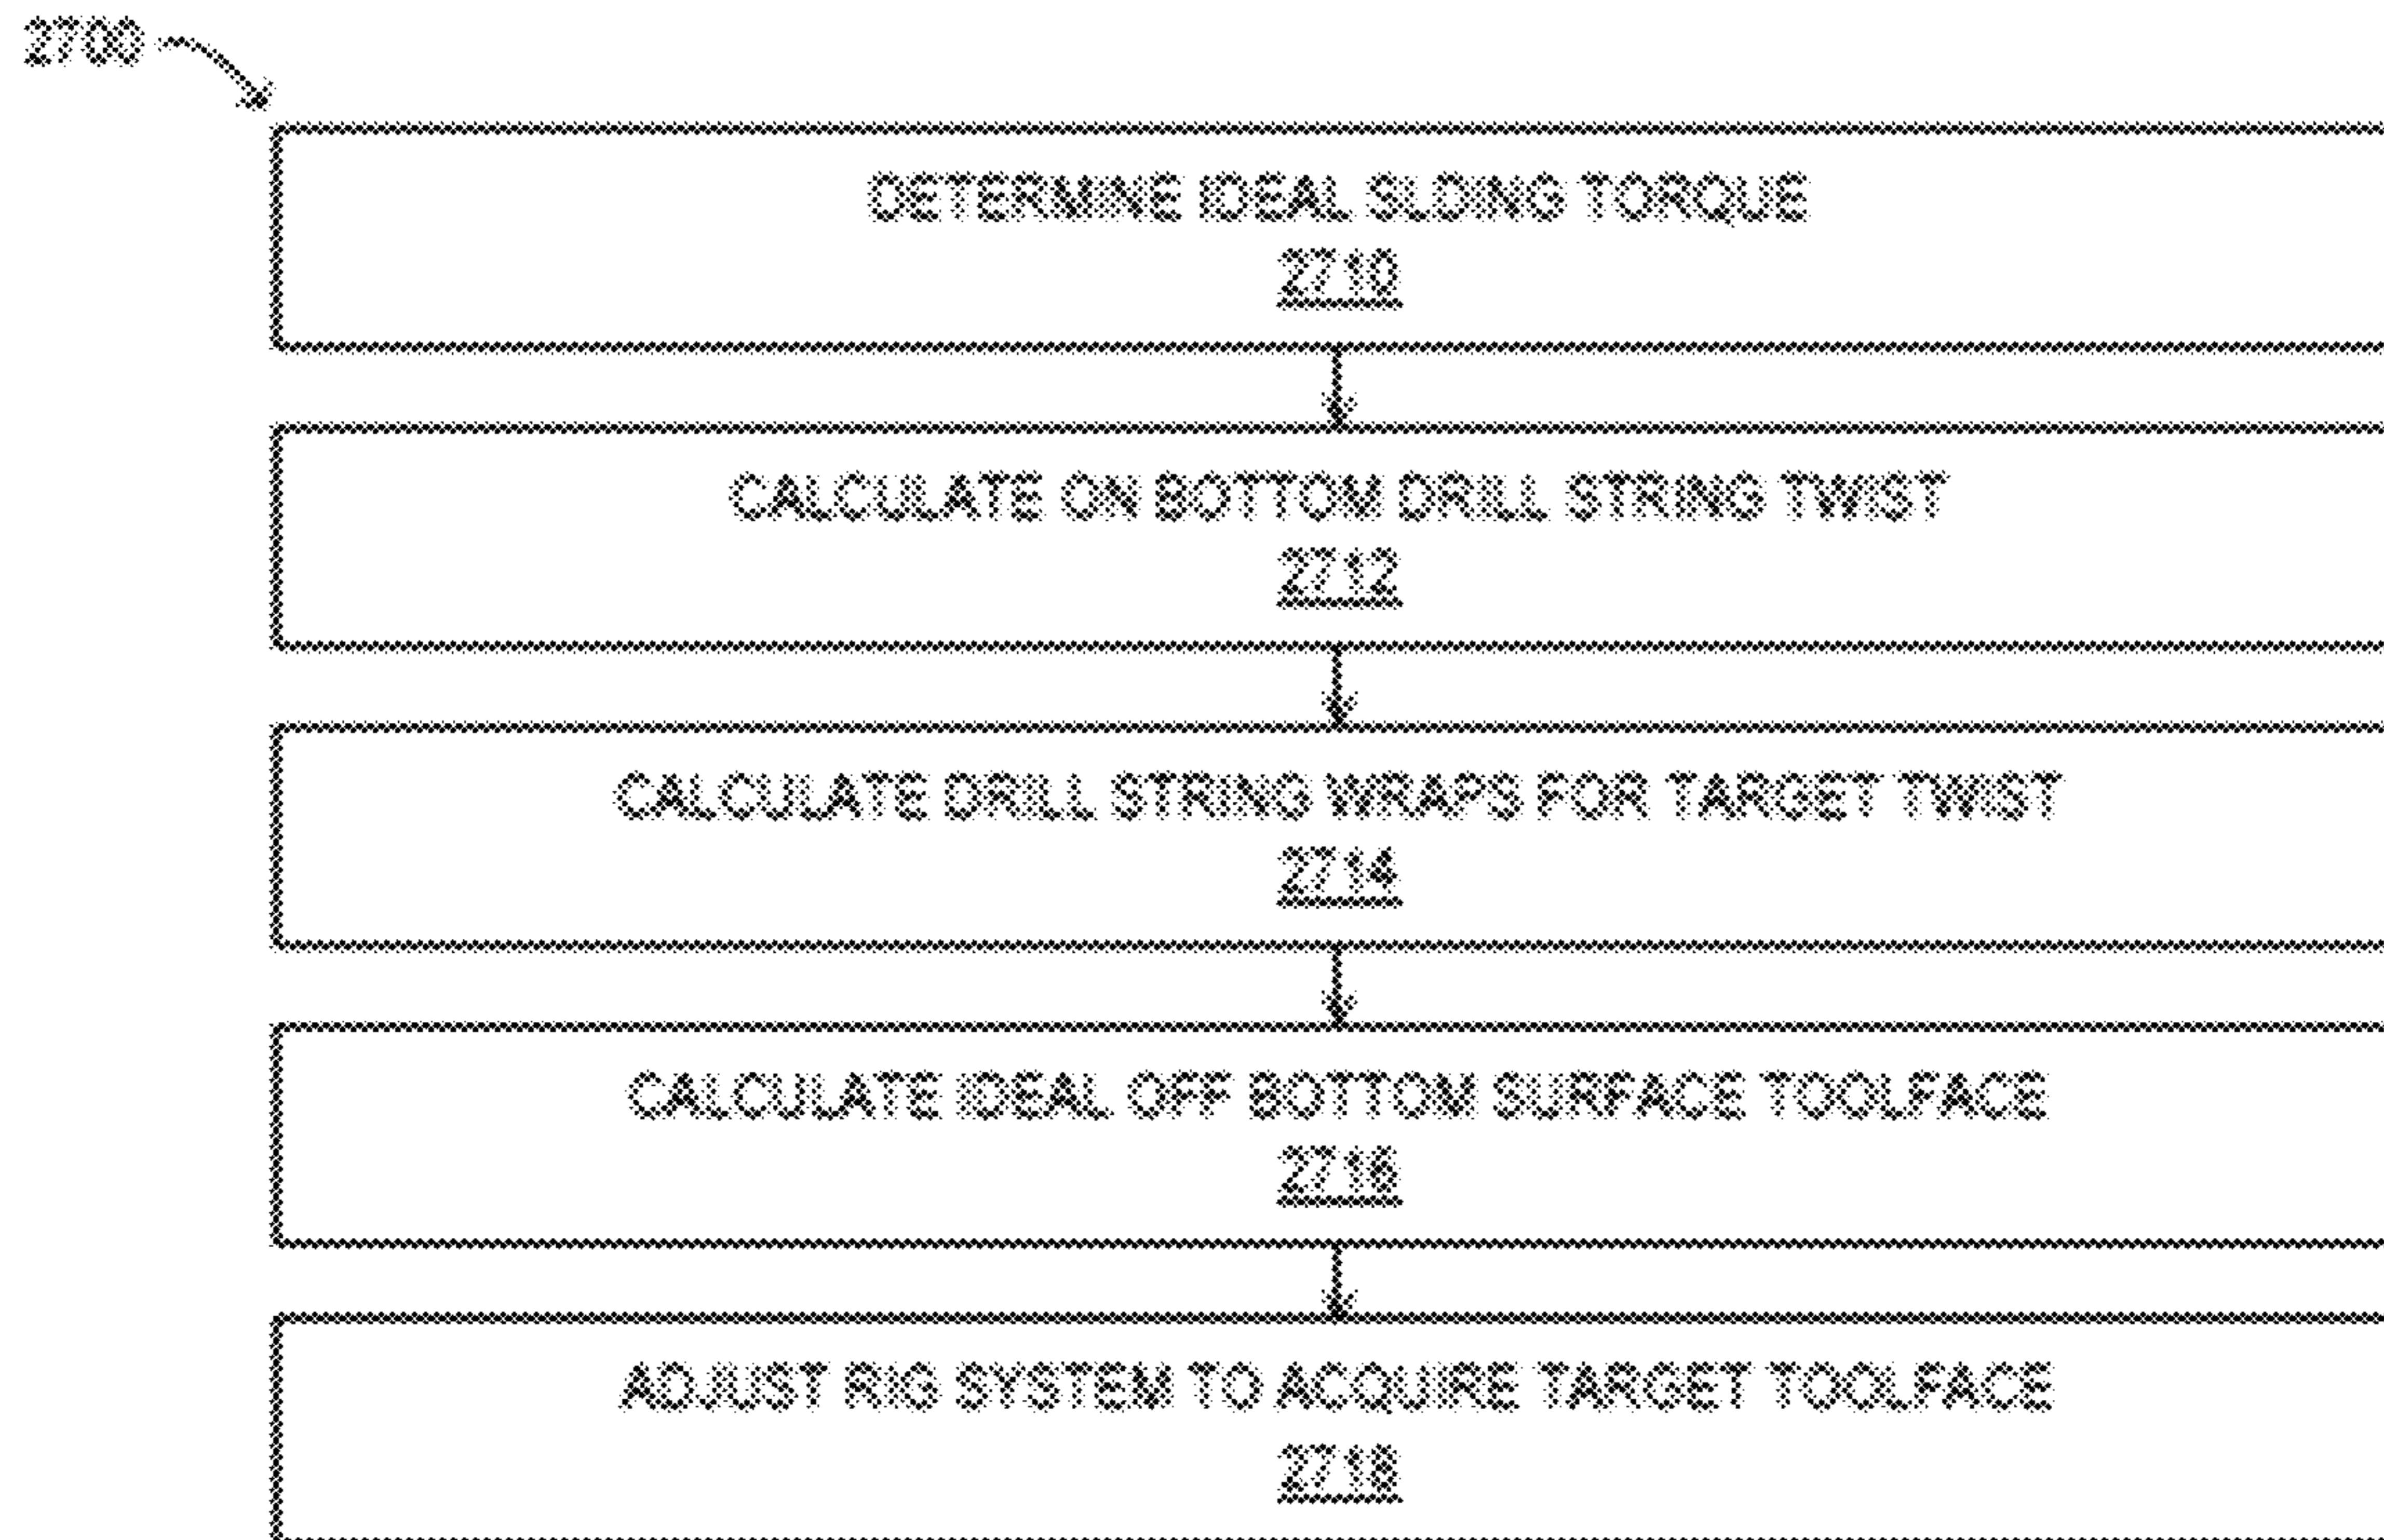 2700
DETERMINE IDEAL SLDING TORQUE
2710
CALCULATE ON BOTTOM DRILL STRING TWIST
2712
CALCULATE DRILL STRING WRAPS FOR TARGET TWIST
2714
CALCULATE IDEAL OFF BOTTOM SURFACE TOOLFACE
2716
ADJUST RIG SYSTEM TO ACQUIRE TARGET TOOLFACE
2718